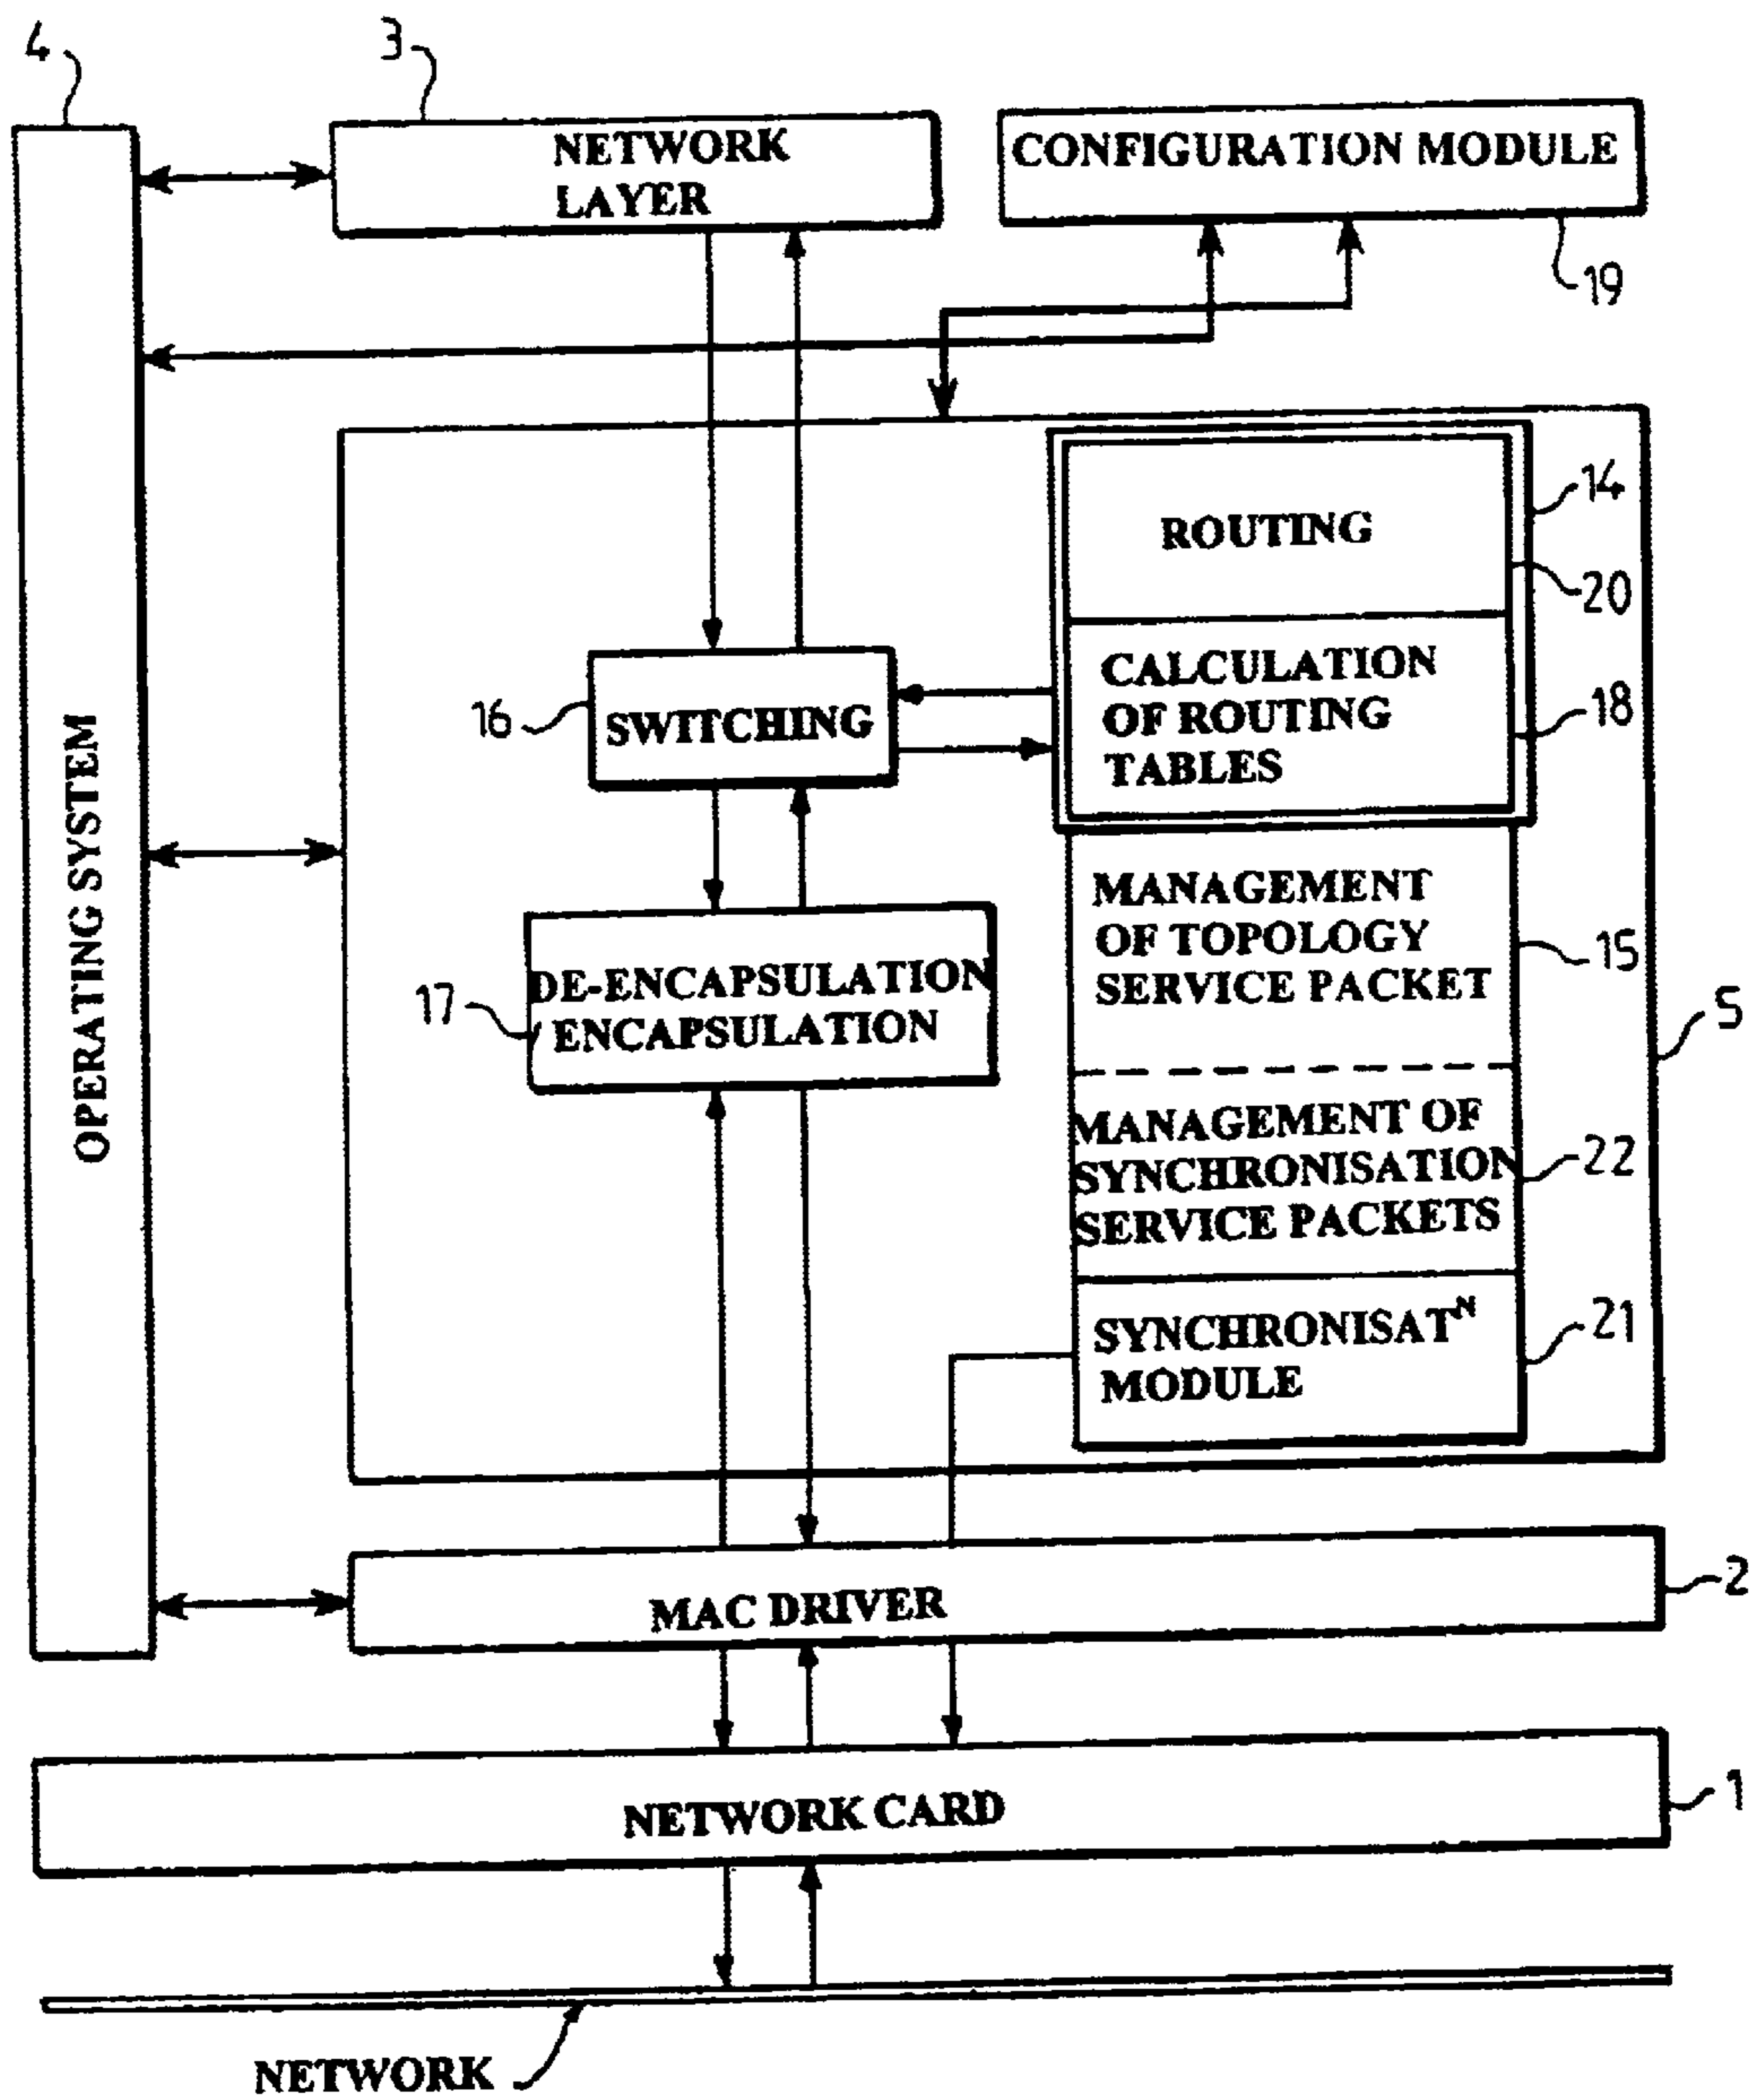 4
3
NETWORK
LAYER
CONFIGURATION MODULE
19
14
ROUTING
20
CALCULATION
OF ROUTING
TABLES
18
16
SWITCHING
OPERATING SYSTEM
MANAGEMENT
OF TOPOLOGY
SERVICE PACKET
15
5
17
DE-ENCAPSULATION
ENCAPSULATION
MANAGEMENT OF
SYNCHRONISATION
SERVICE PACKETS
22
SYNCHRONISATN
MODULE
21
MAC DRIVER
2
NETWORK CARD
1
NETWORK